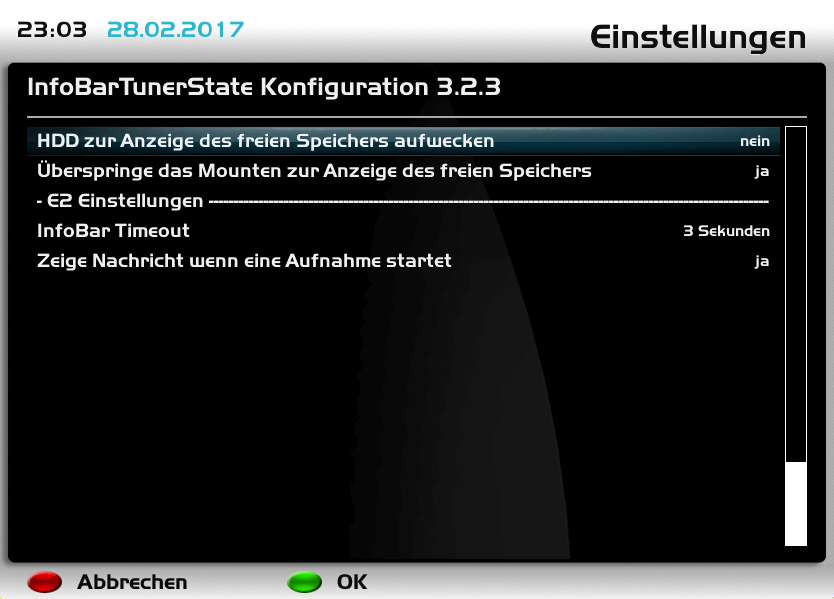 23:03 28.02.2017 Einstellungen
InfoBarTunerState Konfiguration 3.2.3
HDD zur Anzeige des freien Speichers aufwecken nein
Überspringe das Mounten zur Anzeige des freien Speichers ja
- E2 Einstellungen ---------------------------------------------------------------------------------------------------------
InfoBar Timeout 3 Sekunden
Zeige Nachricht wenn eine Aufnahme startet ja
Abbrechen OK